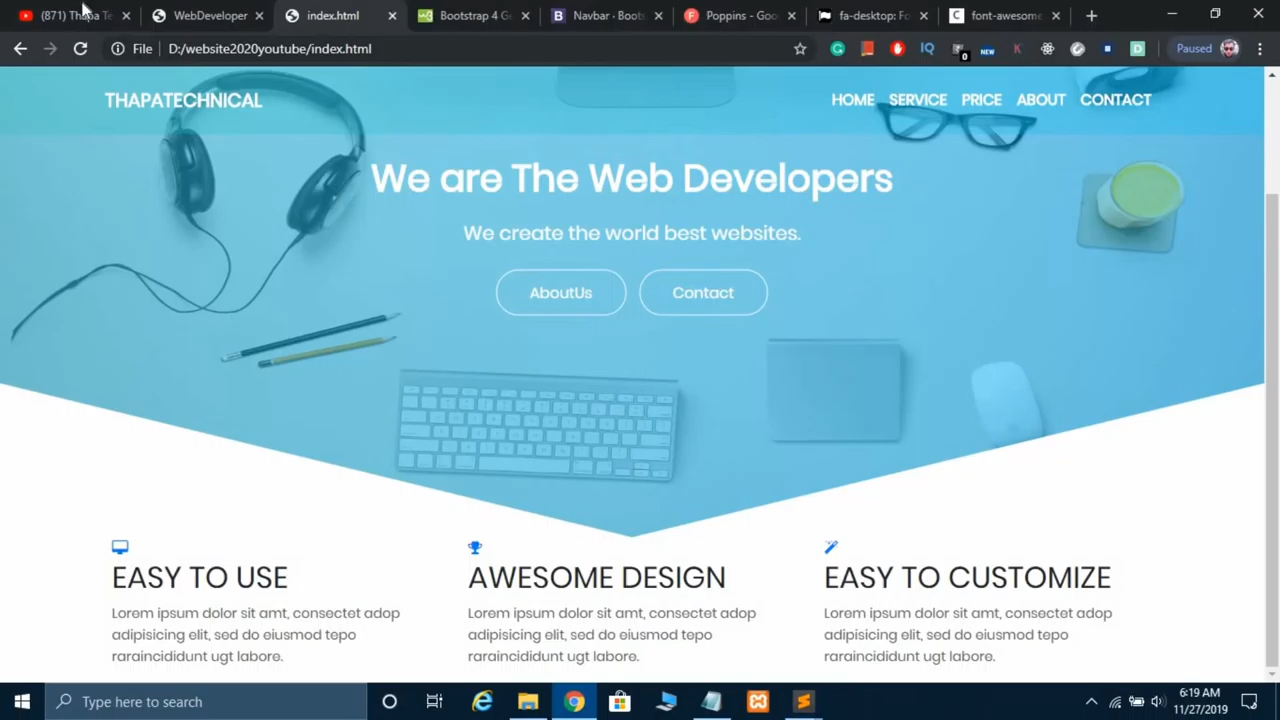 (871) Thapa Te
WebDeveloper
index.html
Bootstrap 4 Ge
Navbar · Boots
Poppins - Goo
fa-desktop: Fo
font-awesome
File
D:/website2020youtube/index.html
IQ
0
NEW
K
D
Paused
THAPATECHNICAL
HOME SERVICE PRICE ABOUT CONTACT
We are The Web Developers
We create the world best websites.
AboutUs
Contact
EASY TO USE
Lorem ipsum dolor sit amt, consectet adop
adipisicing elit, sed do eiusmod tepo
raraincididunt ugt labore.
AWESOME DESIGN
Lorem ipsum dolor sit amt, consectet adop
adipisicing elit, sed do eiusmod tepo
raraincididunt ugt labore.
EASY TO CUSTOMIZE
Lorem ipsum dolor sit amt, consectet adop
adipisicing elit, sed do eiusmod tepo
raraincididunt ugt labore.
Type here to search
6:19 AM
11/27/2019